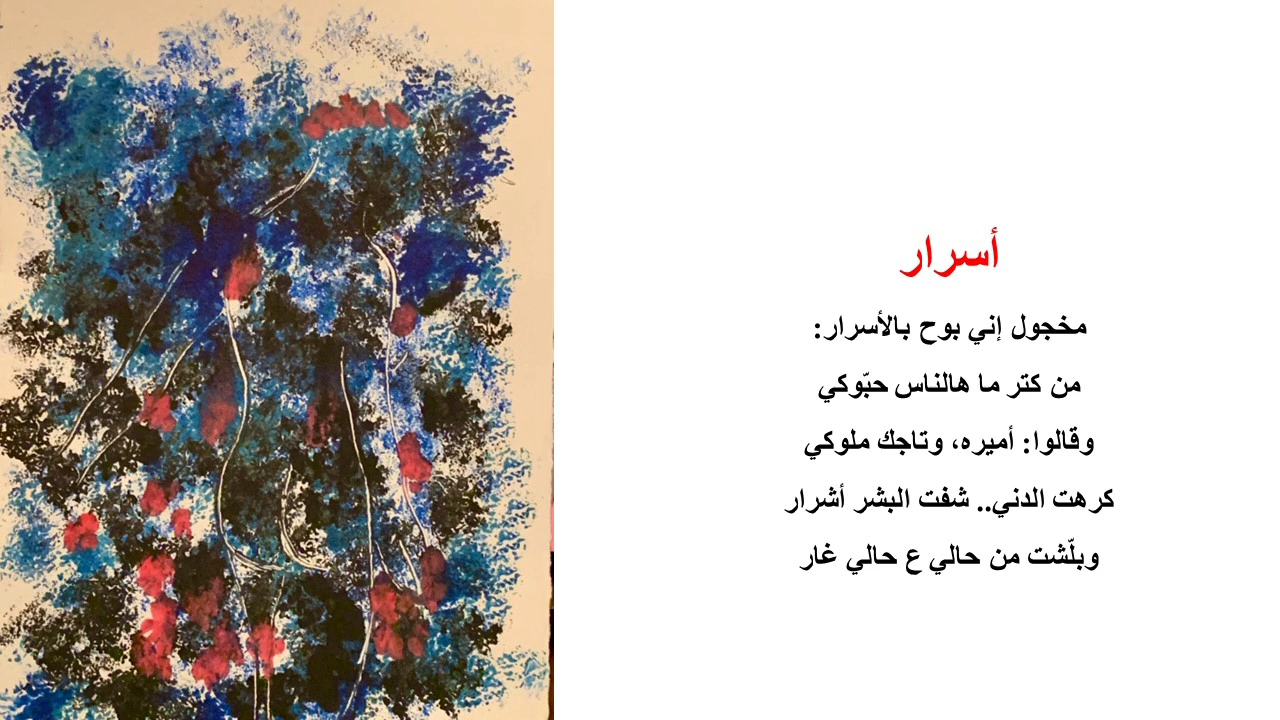 أسرار
مخجول إني بوح بالأسرار:
من كتر ما هالناس حبّوكي
وقالوا: أميره، وتاجك ملوكي
كرهت الدني.. شفت البشر أشرار
وبلّشت من حالي ع حالي غار